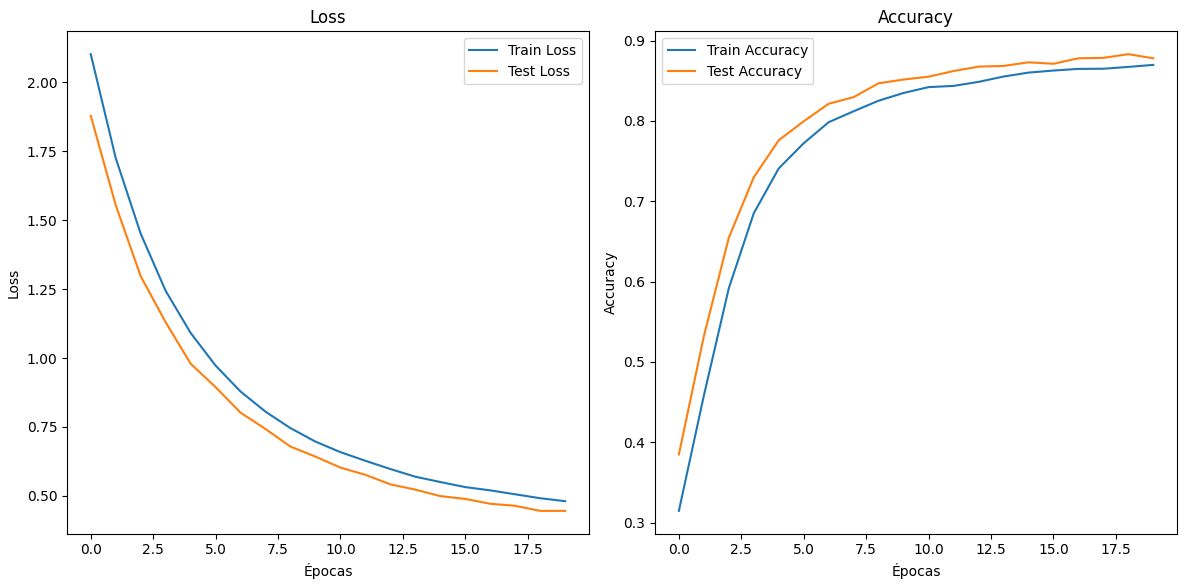 Loss
Train Loss
Test Loss
2.00
1.75
1.50
1.25
1.00
0.75
0.50
Loss
0.0 2.5 5.0 7.5 10.0 12.5 15.0 17.5
Épocas
Accuracy
Train Accuracy
Test Accuracy
0.9
0.8
0.7
0.6
0.5
0.4
0.3
Accuracy
0.0 2.5 5.0 7.5 10.0 12.5 15.0 17.5
Épocas